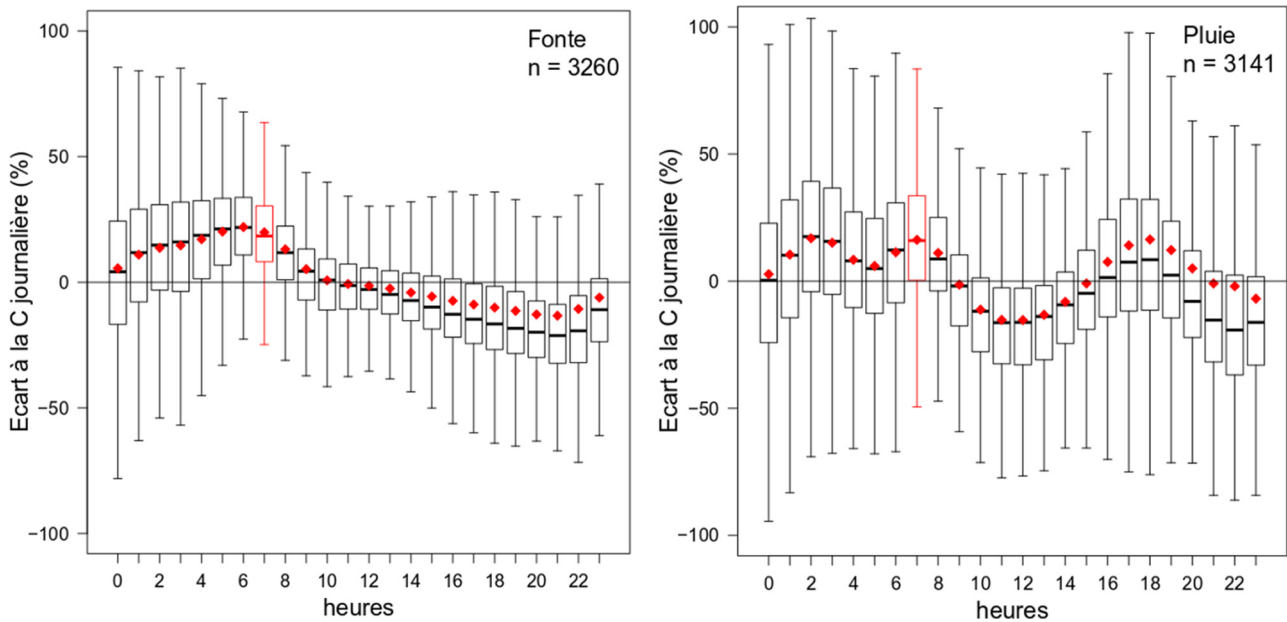 Fonte
n = 3260
Ecart à la C journalière (%)
100
50
0
−50
−100
0 2 4 6 8 10 12 14 16 18 20 22
heures
Pluie
n = 3141
Ecart à la C journalière (%)
100
50
0
−50
−100
0 2 4 6 8 10 12 14 16 18 20 22
heures